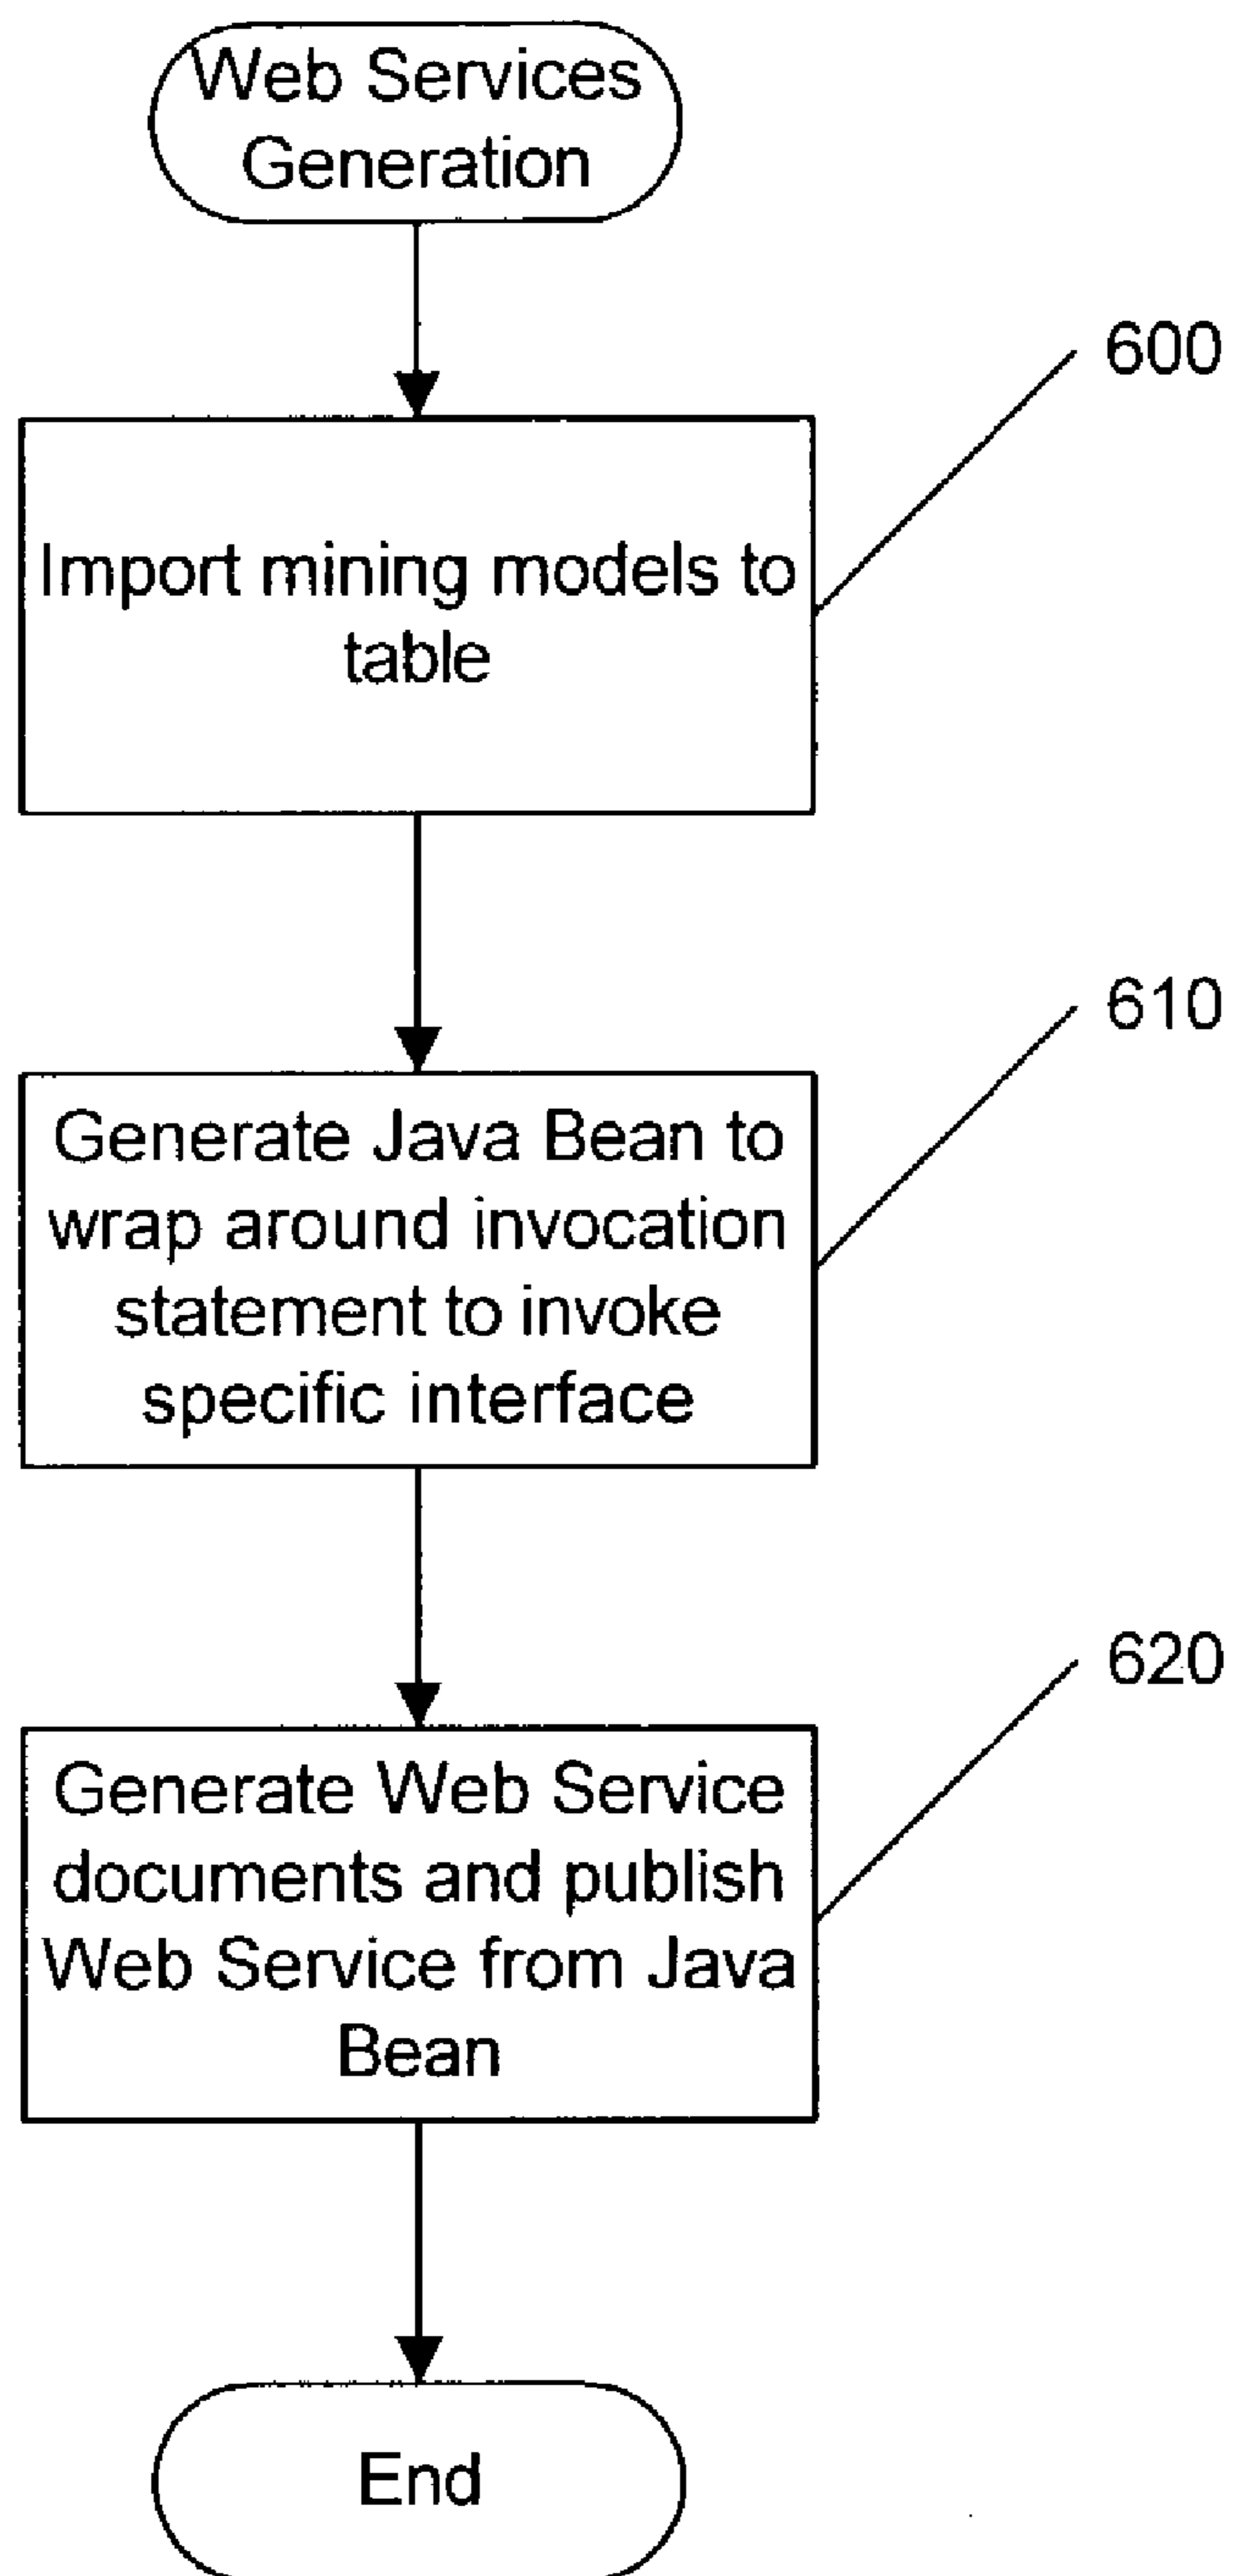 Web Services
Generation
600
Import mining models to
table
610
Generate Java Bean to
wrap around invocation
statement to invoke
specific interface
620
Generate Web Service
documents and publish
Web Service from Java
Bean
End